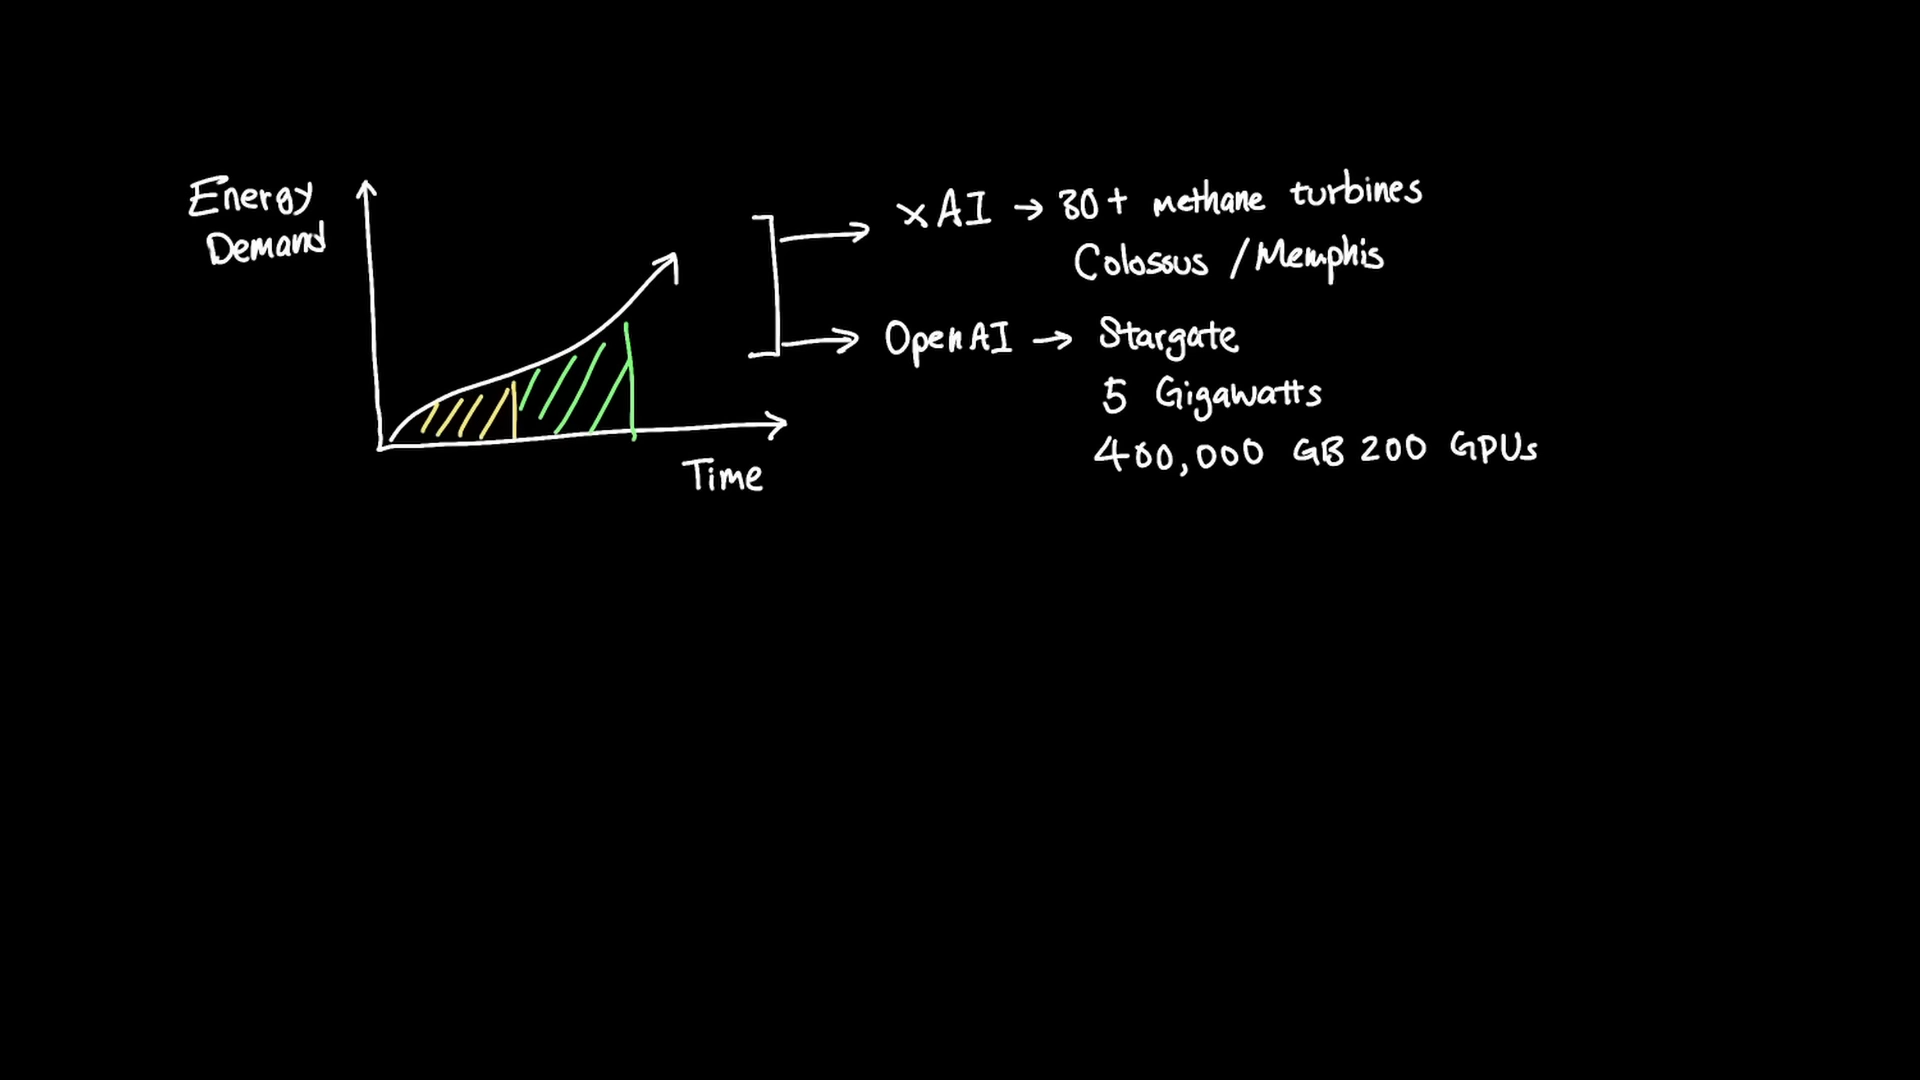 Energy
Demand
Time
xAI → 30+ methane turbines
Colossus / Memphis
OpenAI → Stargate
5 Gigawatts
400,000 GB 200 GPUs